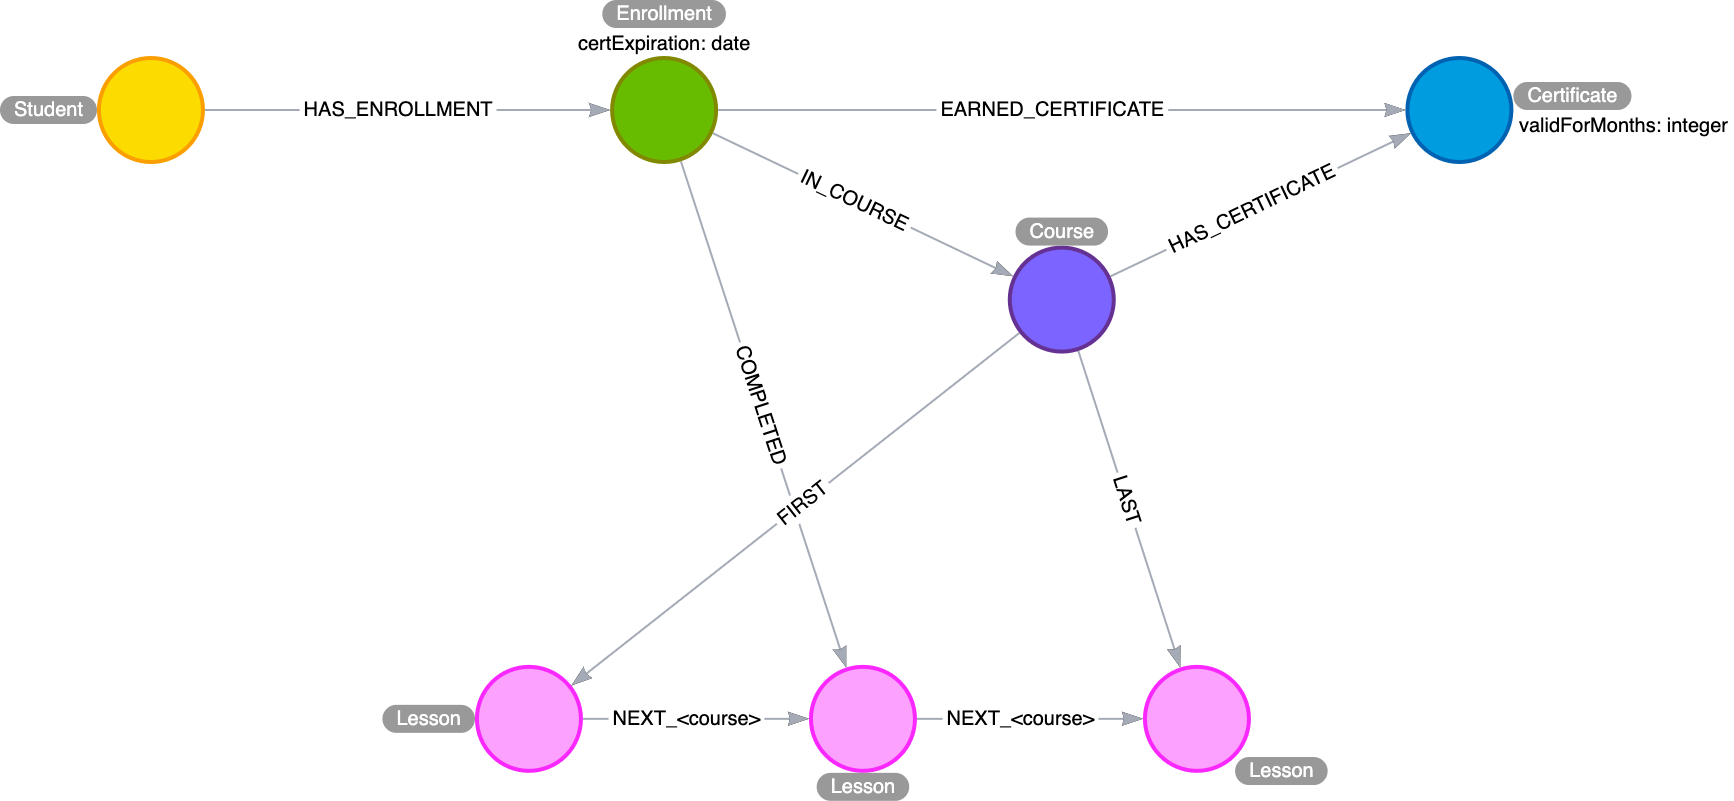 Enrollment
certExpiration: date
Student
HAS_ENROLLMENT
EARNED_CERTIFICATE
Certificate
validForMonths: integer
IN_COURSE
HAS_CERTIFICATE
Course
COMPLETED
FIRST
LAST
Lesson
NEXT_<course>
NEXT_<course>
Lesson
Lesson